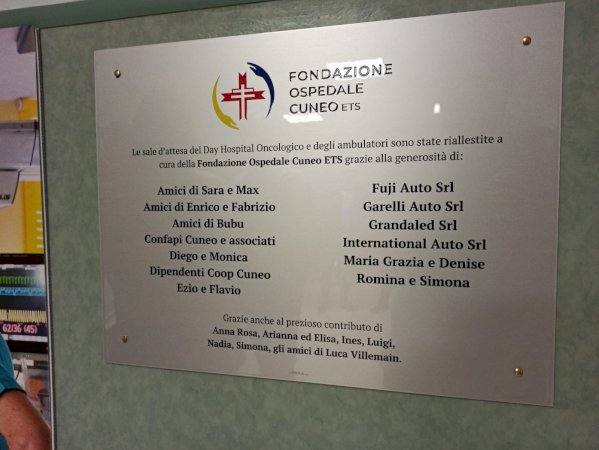 FONDAZIONE
OSPEDALE
CUNEO ETS
Le sale d'attesa del Day Hospital Oncologico e degli ambulatori sono state riallestite a
cura della Fondazione Ospedale Cuneo ETS grazie alla generosità di:
Amici di Sara e Max
Amici di Enrico e Fabrizio
Amici di Bubu
Confapi Cuneo e associati
Diego e Monica
Dipendenti Coop Cuneo
Ezio e Flavio
Fuji Auto Srl
Garelli Auto Srl
Grandaled Srl
International Auto Srl
Maria Grazia e Denise
Romina e Simona
Grazie anche al prezioso contributo di
Anna Rosa, Arianna ed Elisa, Ines, Luigi,
Nadia, Simona, gli amici di Luca Villemain.
62/36 (45)